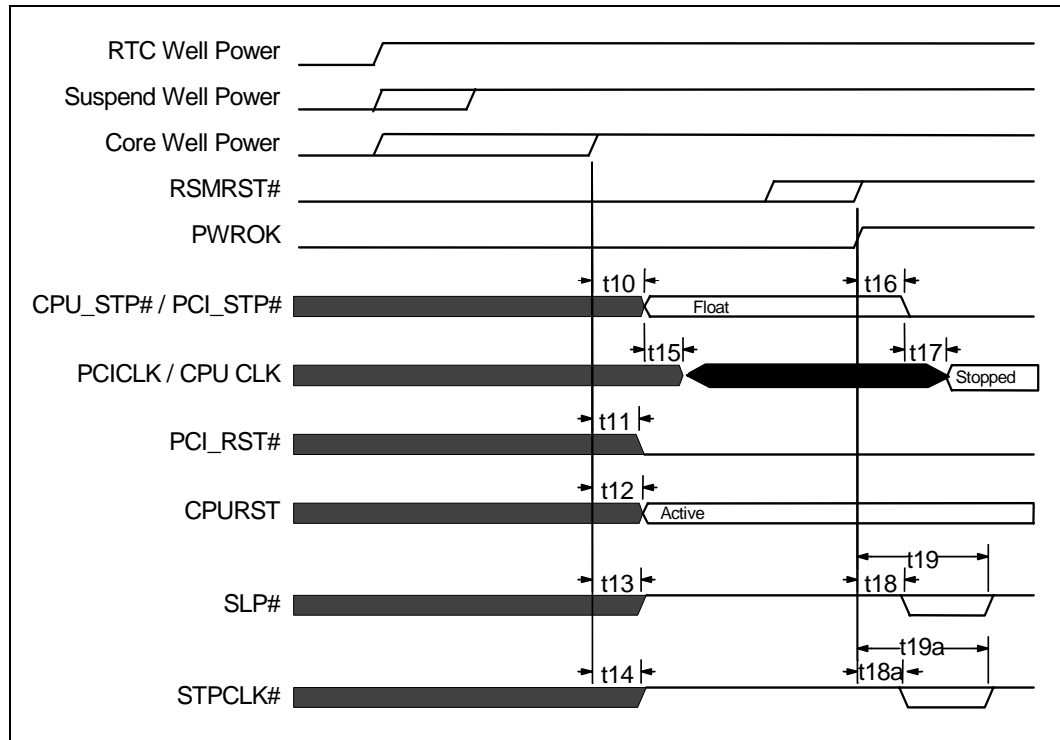 RTC Well Power
Suspend Well Power
Core Well Power
RSMRST#
PWROK
t10
t16
CPU_STP# / PCI_STP#
Float
t15
t17
PCICLK / CPU CLK
Stopped
t11
PCI_RST#
t12
CPURST
Active
t19
t13
t18
SLP#
t19a
t14
t18a
STPCLK#